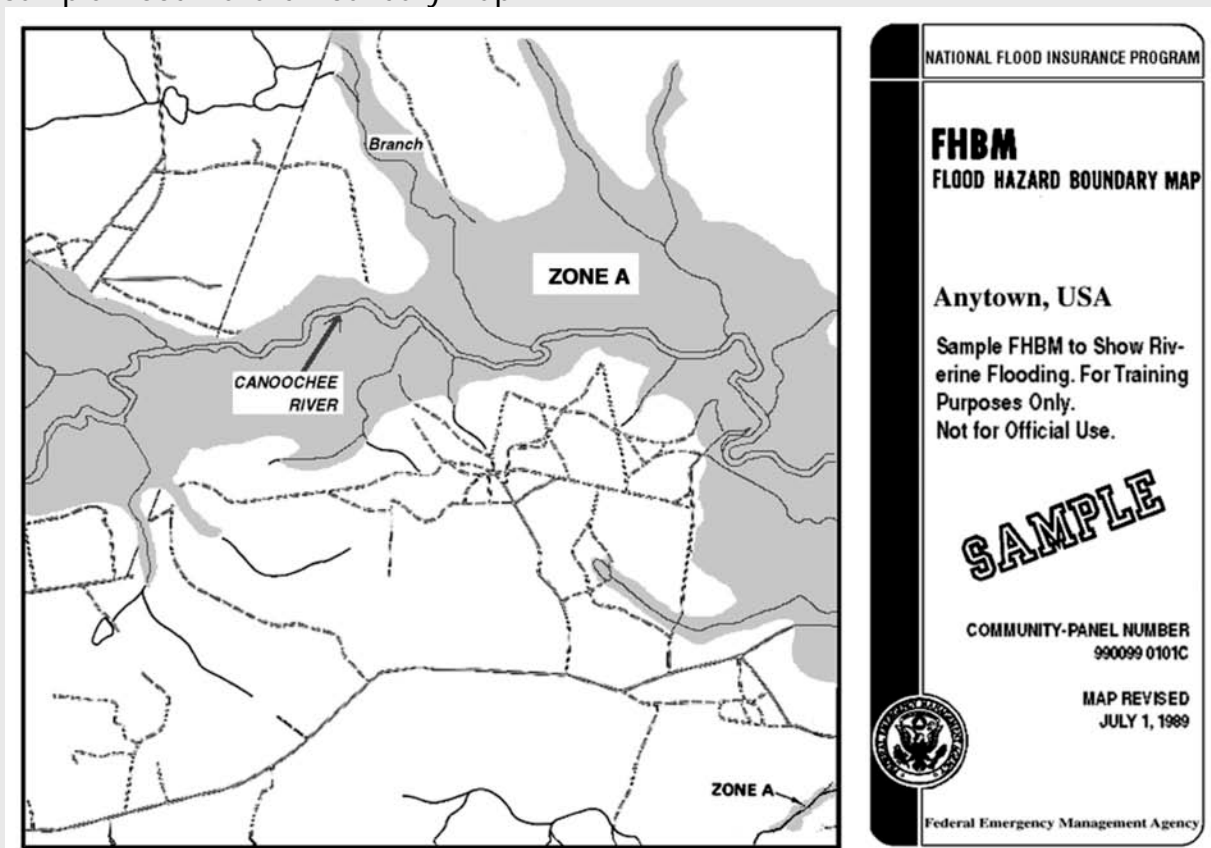 Branch
ZONE A
CANOOCHEE
RIVER
ZONE A
NATIONAL FLOOD INSURANCE PROGRAM
FHBM
FLOOD HAZARD BOUNDARY MAP
Anytown, USA
Sample FHBM to Show Riv-
erine Flooding. For Training
Purposes Only.
Not for Official Use.
SAMPLE
COMMUNITY-PANEL NUMBER
990099 0101C
MAP REVISED
JULY 1, 1989
Federal Emergency Management Agency